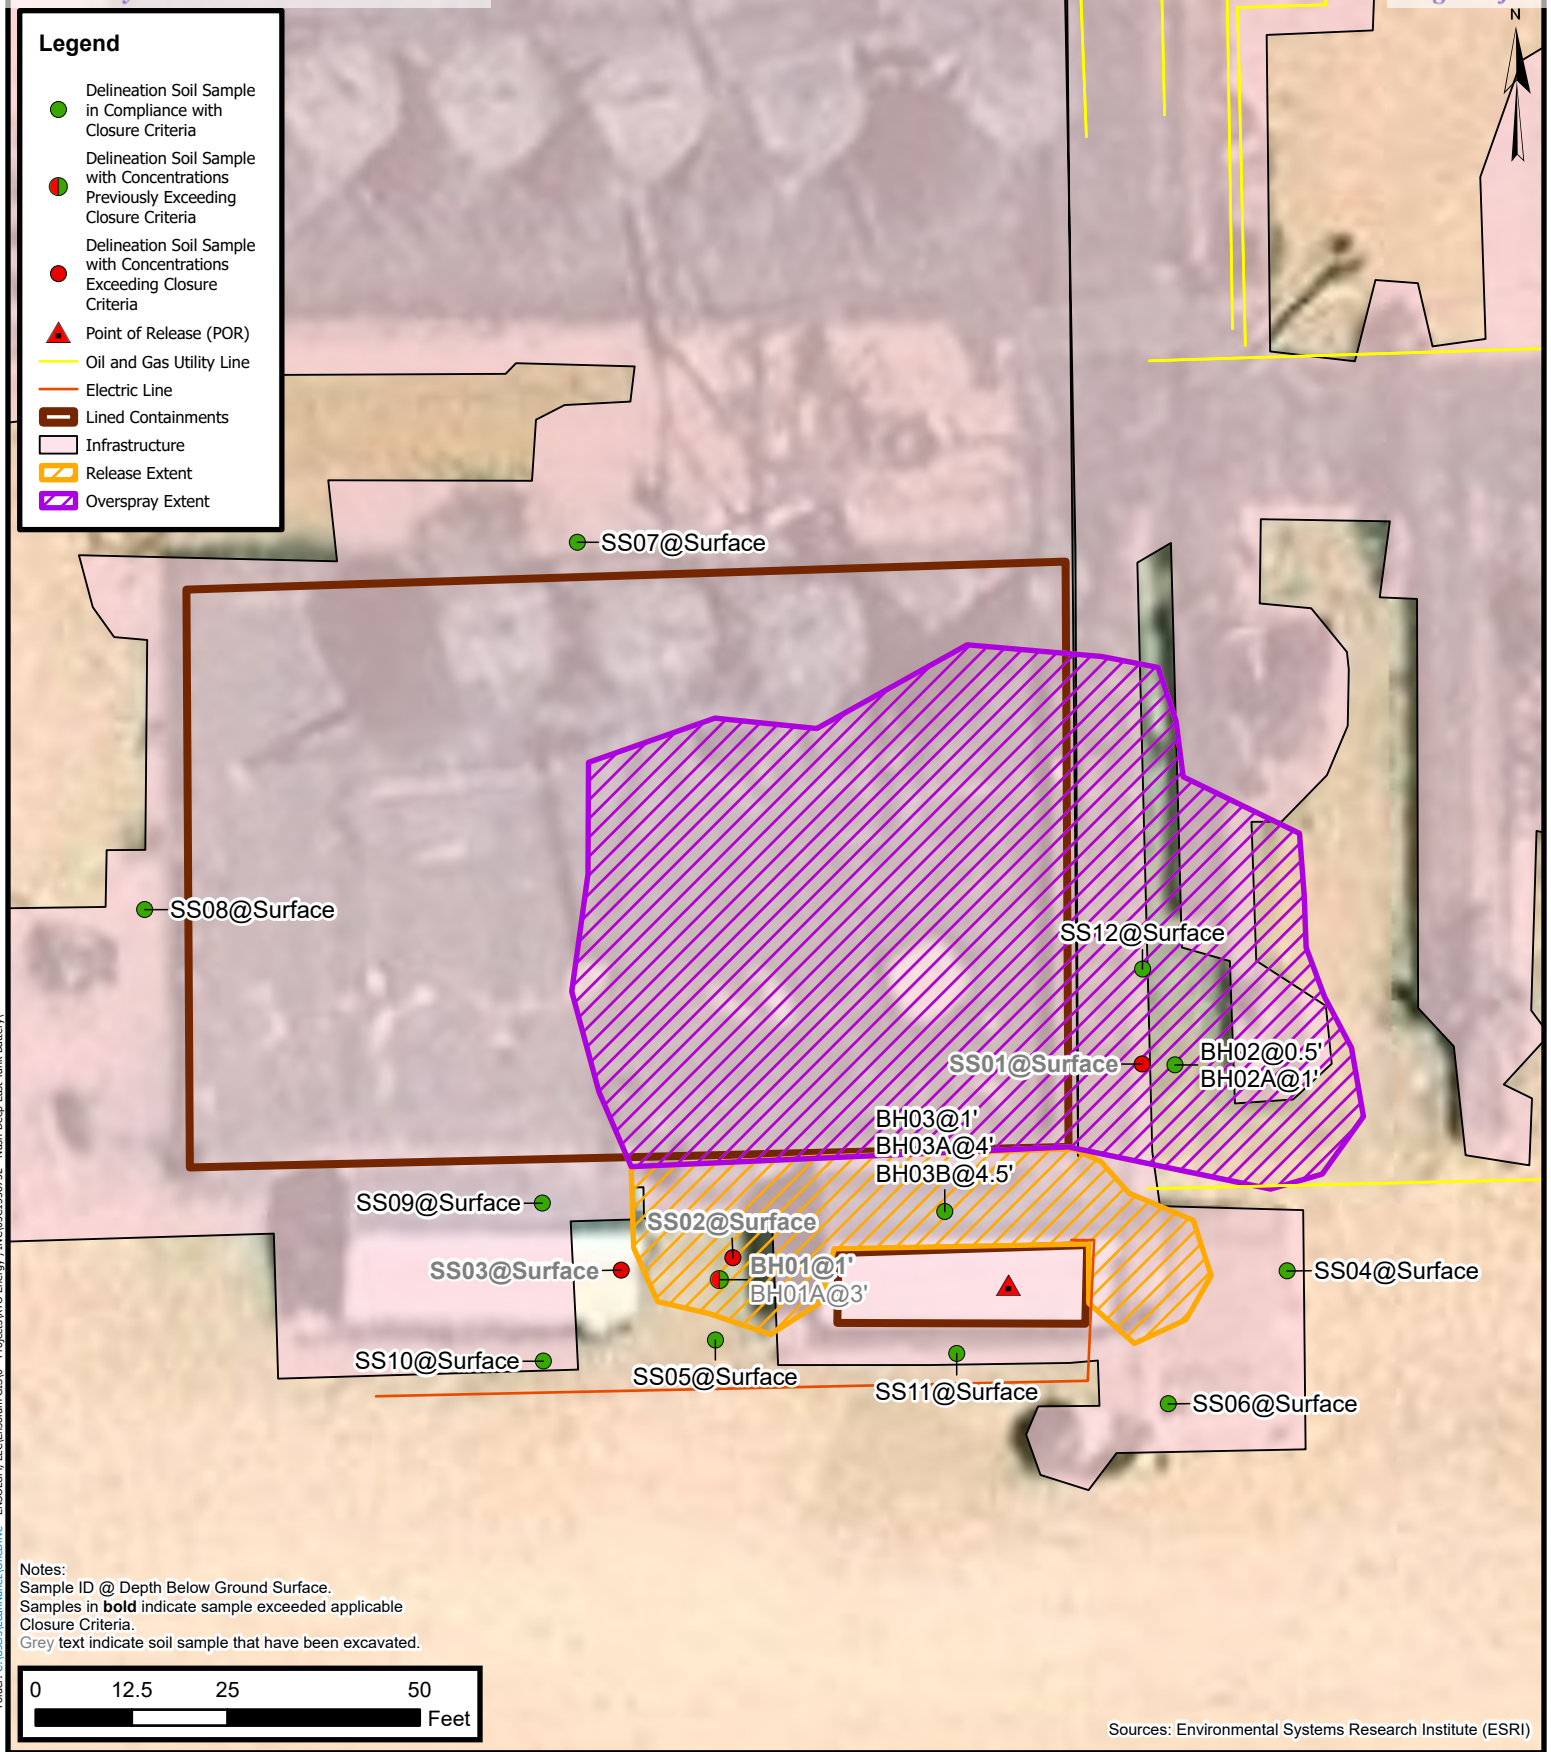 Legend
Delineation Soil Sample
in Compliance with
Closure Criteria
Delineation Soil Sample
with Concentrations
Previously Exceeding
Closure Criteria
Delineation Soil Sample
with Concentrations
Exceeding Closure
Criteria
Point of Release (POR)
Oil and Gas Utility Line
Electric Line
Lined Containments
Infrastructure
Release Extent
Overspray Extent
N
SS07@Surface
SS08@Surface
SS12@Surface
SS01@Surface
BH02@0.5'
BH02A@1'
BH03@1'
BH03A@4'
BH03B@4.5'
SS09@Surface
SS02@Surface
SS03@Surface
BH01@1'
BH01A@3'
SS04@Surface
SS10@Surface
SS05@Surface
SS11@Surface
SS06@Surface
Notes:
Sample ID @ Depth Below Ground Surface.
Samples in bold indicate sample exceeded applicable
Closure Criteria.
Grey text indicate soil sample that have been excavated.
0 12.5 25 50
Feet
Sources: Environmental Systems Research Institute (ESRI)